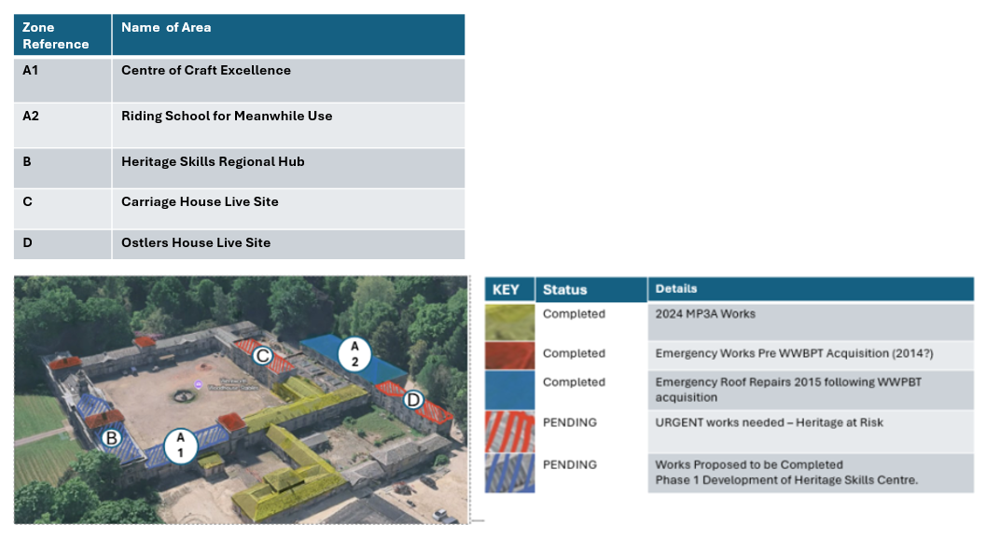 Zone Reference
Name of Area
A1
Centre of Craft Excellence
A2
Riding School for Meanwhile Use
B
Heritage Skills Regional Hub
C
Carriage House Live Site
D
Ostlers House Live Site
A
2
C
D
B
A
1
KEY
Status
Details
Completed
2024 MP3A Works
Completed
Emergency Works Pre WWBPT Acquisition (2014?)
Completed
Emergency Roof Repairs 2015 following WWPBT
acquisition
PENDING
URGENT works needed – Heritage at Risk
PENDING
Works Proposed to be Completed
Phase 1 Development of Heritage Skills Centre.